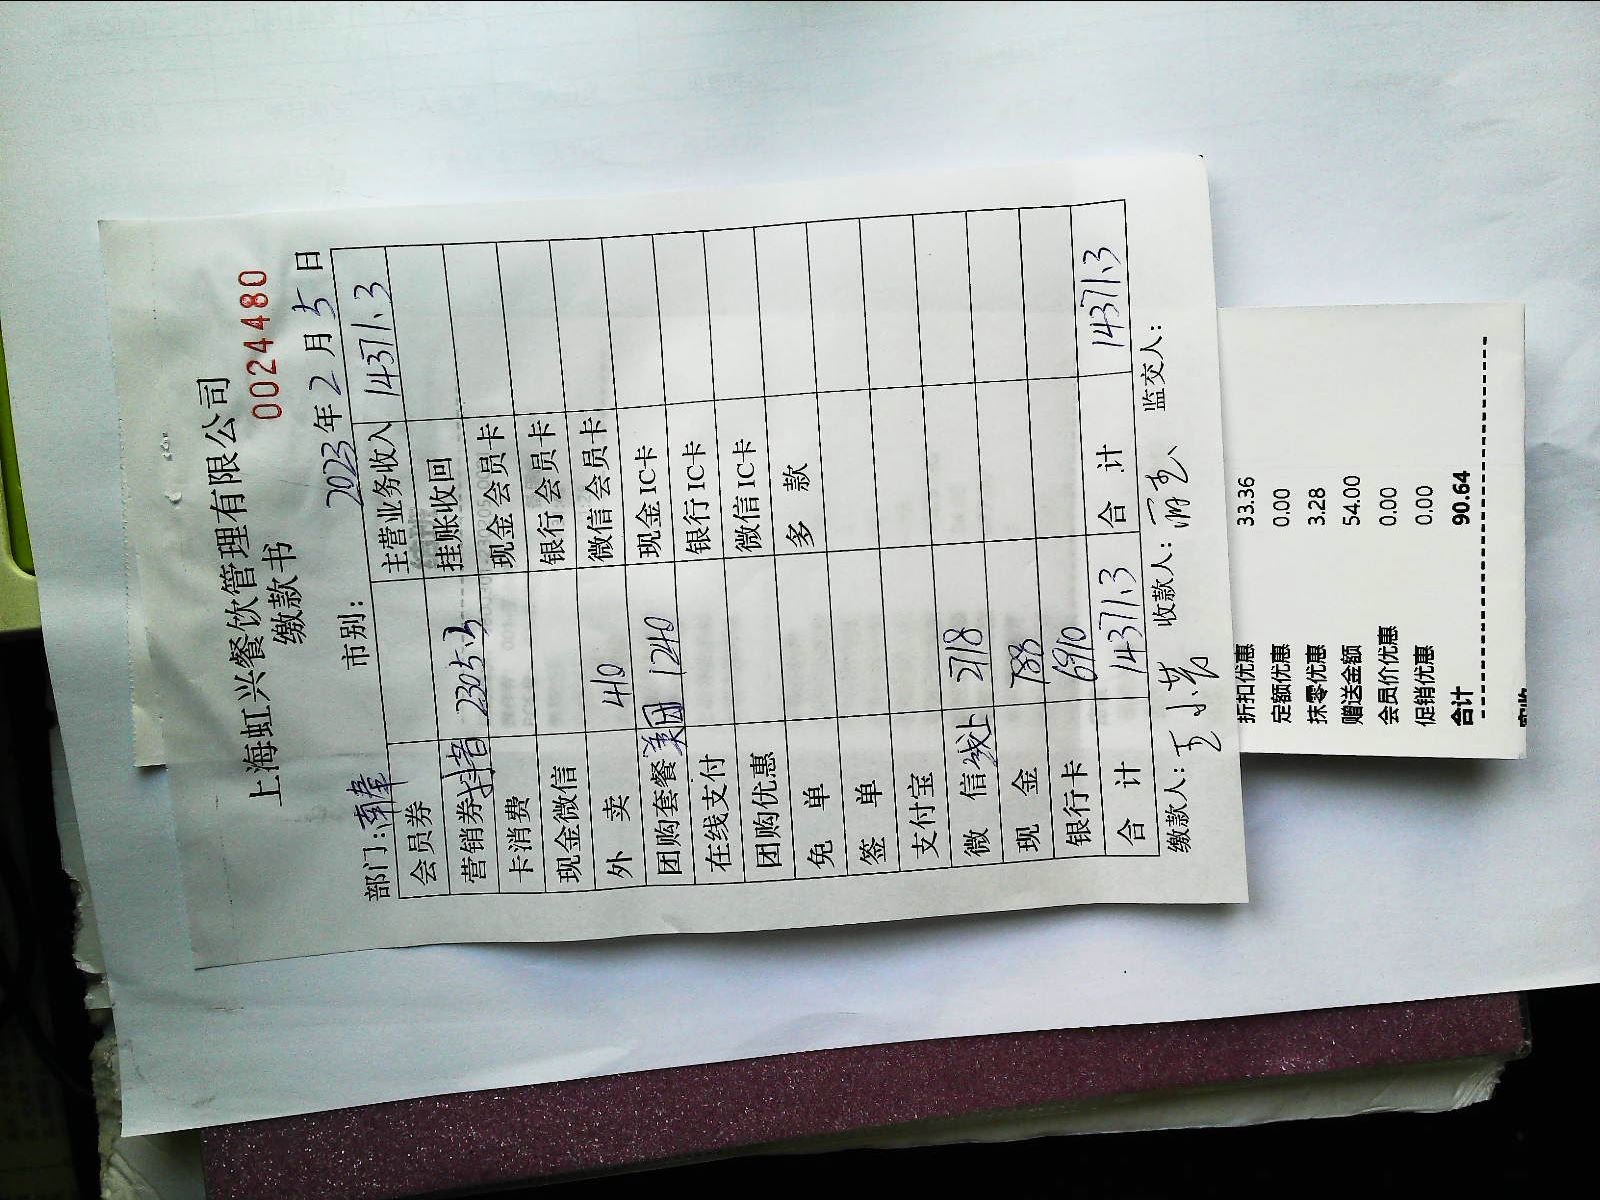 上海虹兴餐饮管理有限公司
缴款书 0024480
部门: 市别: 2023年2月5日
会员券 主营业务收入 14371.3
营销券抖音 2305.3 挂账收回
卡消费 现金会员卡
现金微信 银行会员卡
外卖 410 微信会员卡
团购套餐美团 1240 现金IC卡
在线支付 银行IC卡
团购优惠 微信IC卡
免单 多款
签单
支付宝
微信线上 2718
现金 788
银行卡 6910
合计 14371.3 合计 14371.3
缴款人: 收款人: 监交人:
折扣优惠 33.36
定额优惠 0.00
抹零优惠 3.28
赠送金额 54.00
会员价优惠 0.00
促销优惠 0.00
合计 90.64